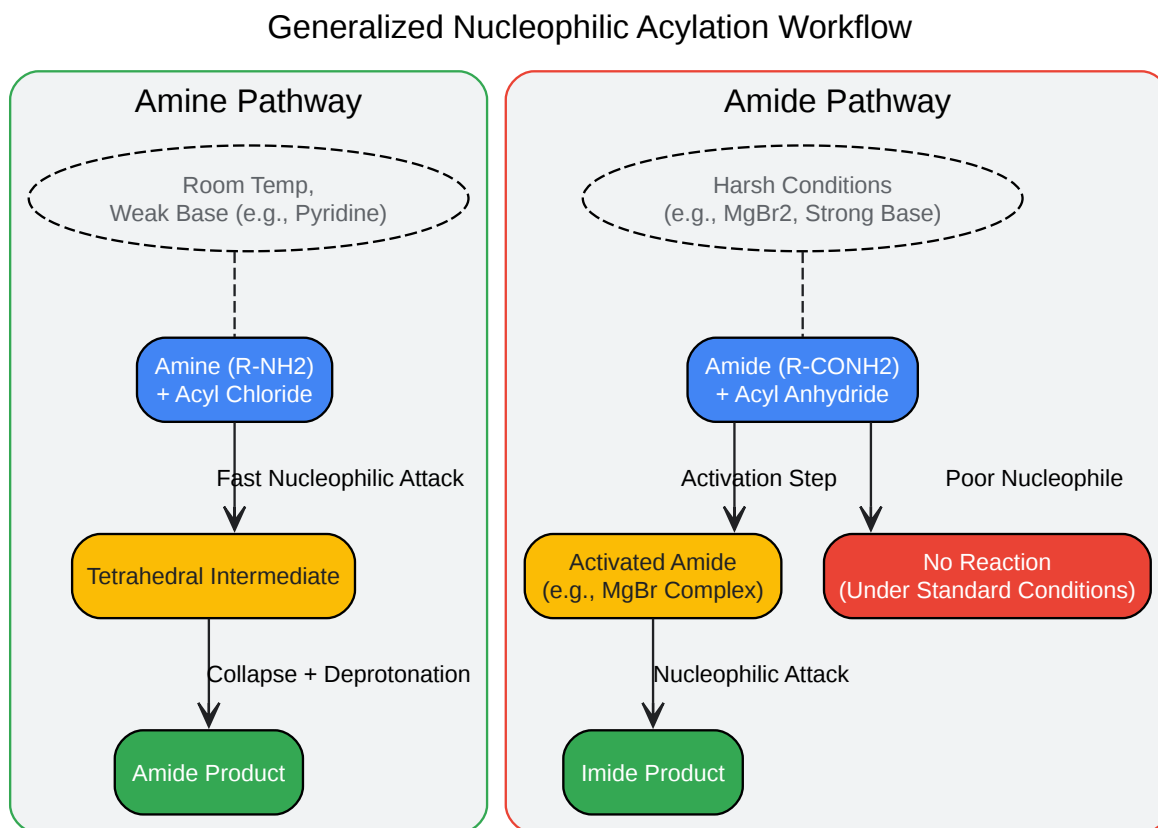 Generalized Nucleophilic Acylation Workflow
Amine Pathway
Room Temp,
Weak Base (e.g., Pyridine)
Amine (R-NH2)
+ Acyl Chloride
Fast Nucleophilic Attack
Tetrahedral Intermediate
Collapse + Deprotonation
Amide Product
Amide Pathway
Harsh Conditions
(e.g., MgBr2, Strong Base)
Amide (R-CONH2)
+ Acyl Anhydride
Activation Step
Poor Nucleophile
Activated Amide
(e.g., MgBr Complex)
No Reaction
(Under Standard Conditions)
Nucleophilic Attack
Imide Product